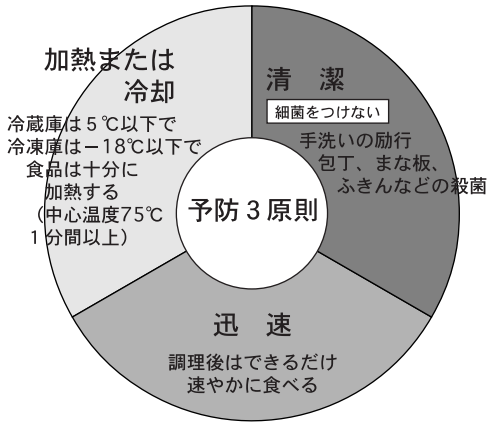 予防３原則
清　潔
細菌をつけない
手洗いの励行
包丁、まな板、
ふきんなどの殺菌
迅　速
調理後はできるだけ
速やかに食べる
加熱または
冷却
冷蔵庫は５℃以下で
冷凍庫は－18℃以下で
食品は十分に
加熱する
（中心温度75℃
１分間以上）